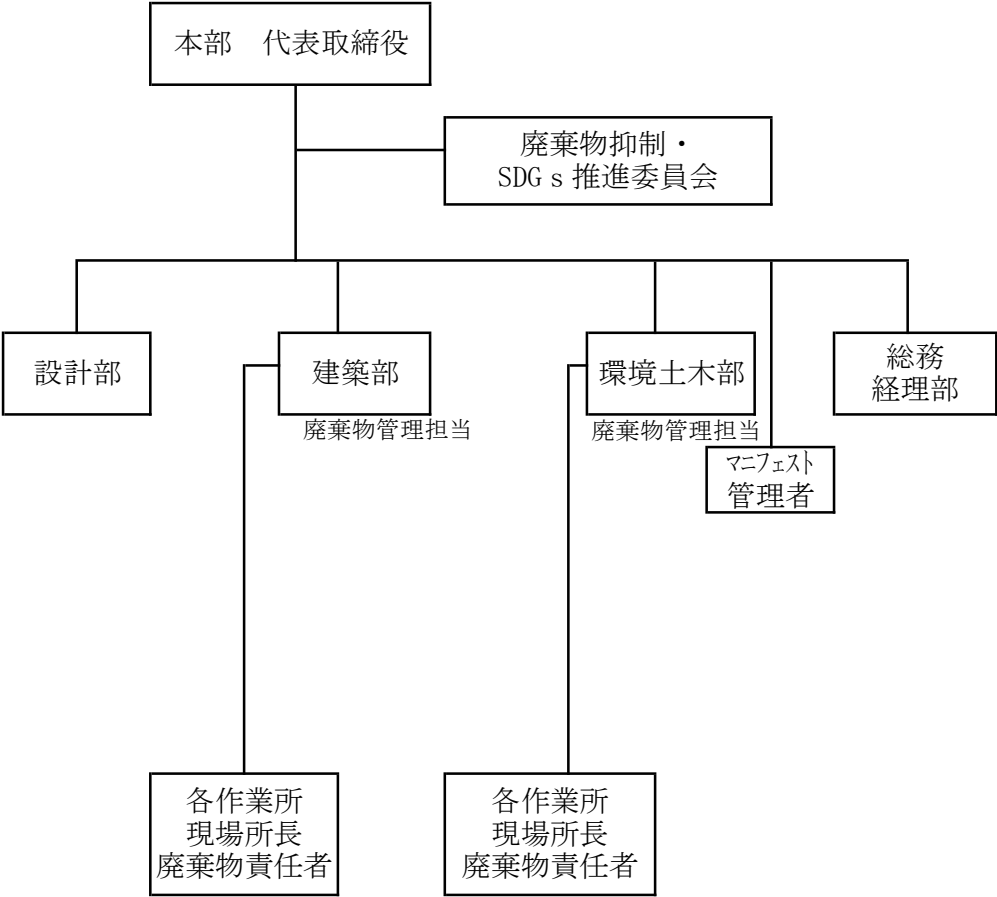 本部　代表取締役
廃棄物抑制・
SDGｓ推進委員会
設計部
建築部
廃棄物管理担当
環境土木部
廃棄物管理担当
ﾏﾆﾌｪｽﾄ
管理者
総務
経理部
各作業所
現場所長
廃棄物責任者
各作業所
現場所長
廃棄物責任者